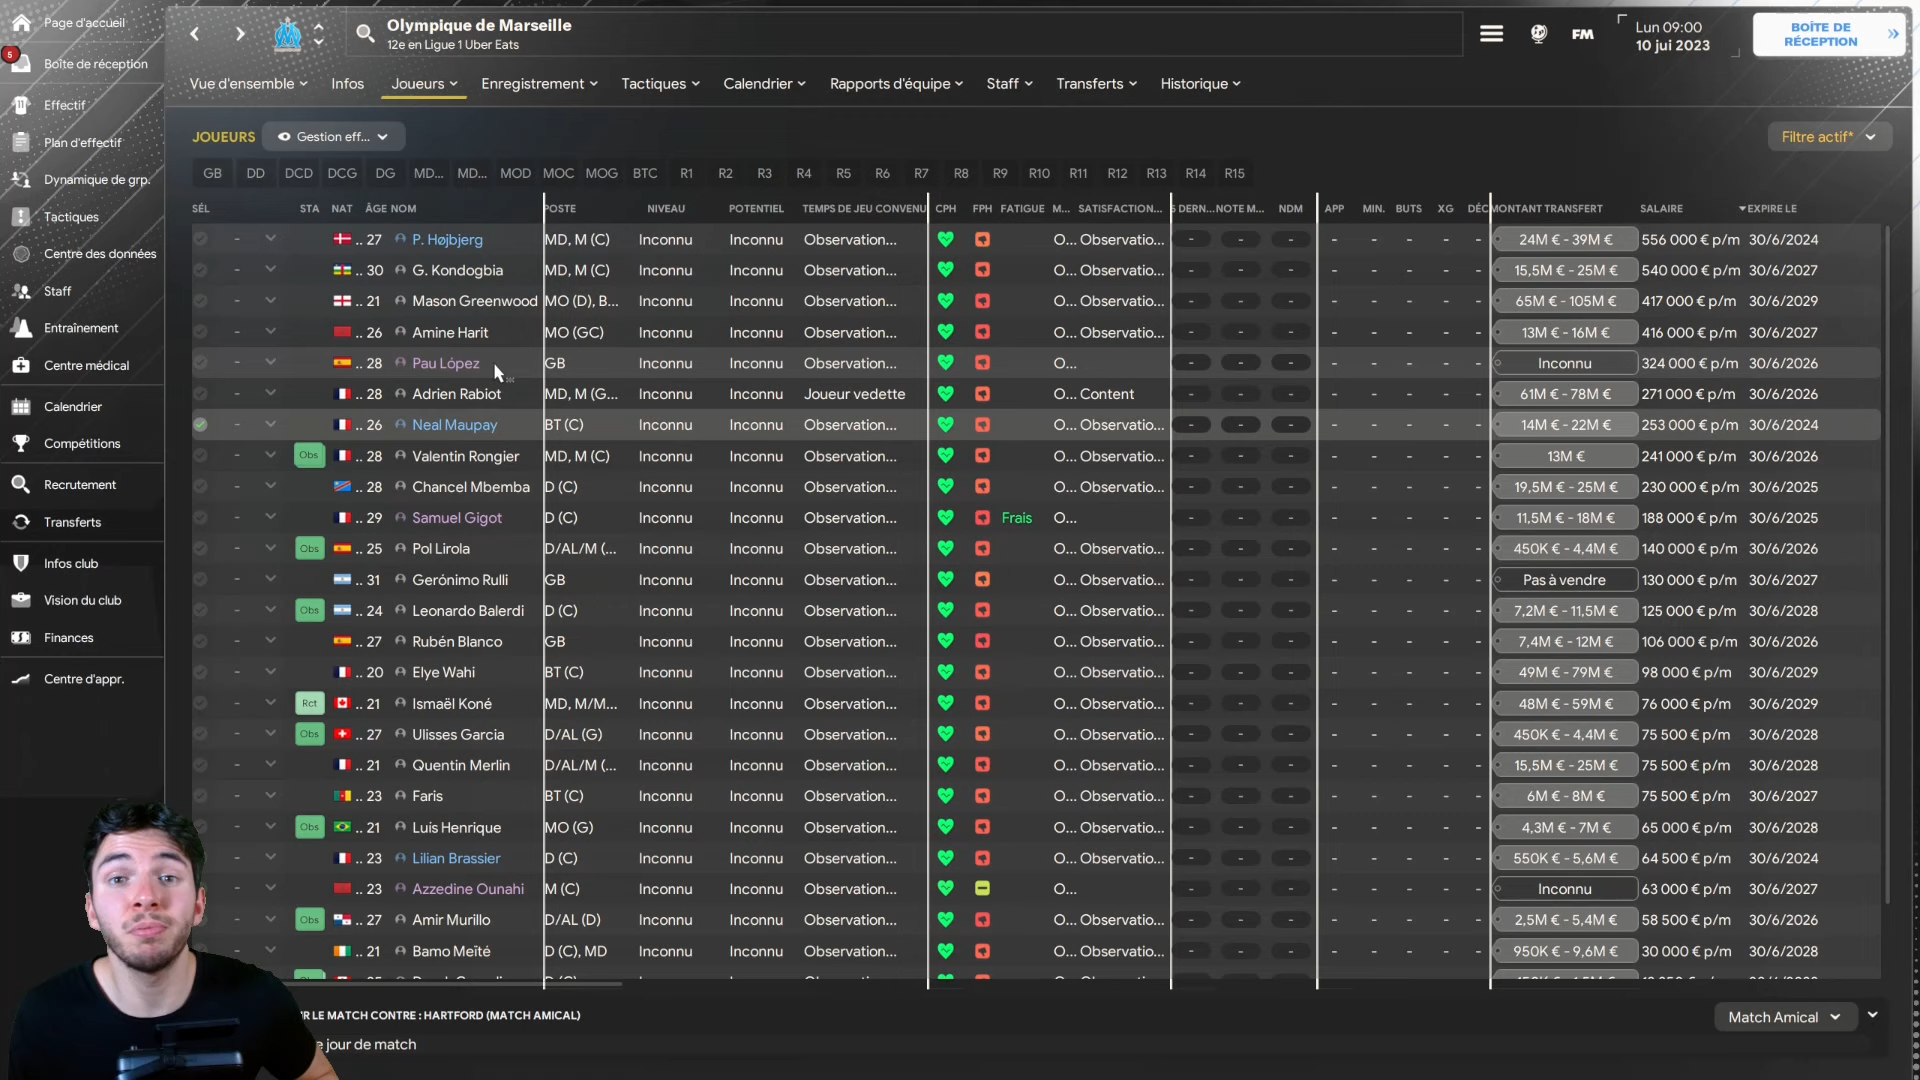 Page d'accueil
5
Boîte de réception
Effectif
Plan d'effectif
Dynamique de grp.
Tactiques
Centre des données
Staff
Entraînement
Centre médical
Calendrier
Compétitions
Recrutement
Transferts
Infos club
Vision du club
Finances
Centre d'appr.
Olympique de Marseille
12e en Ligue 1 Uber Eats
FM
Lun 09:00
10 jui 2023
BOÎTE DE
RÉCEPTION
Vue d'ensemble Infos Joueurs Enregistrement Tactiques Calendrier Rapports d'équipe Staff Transferts Historique
JOUEURS Gestion eff... Filtre actif*
GB DD DCD DCG DG MD... MD... MOD MOC MOG BTC R1 R2 R3 R4 R5 R6 R7 R8 R9 R10 R11 R12 R13 R14 R15
SÉL STA NAT ÂGE NOM POSTE NIVEAU POTENTIEL TEMPS DE JEU CONVENU CPH FPH FATIGUE M... SATISFACTION... DERN... NOTE M... NDM APP MIN. BUTS XG DÉC MONTANT TRANSFERT SALAIRE EXPIRE LE
- .. 27 P. Højbjerg MD, M (C) Inconnu Inconnu Observation... O... Observatio... - - - - - - - - 24M € - 39M € 556 000 € p/m 30/6/2024
- .. 30 G. Kondogbia MD, M (C) Inconnu Inconnu Observation... O... Observatio... - - - - - - - - 15,5M € - 25M € 540 000 € p/m 30/6/2027
- .. 21 Mason Greenwood MO (D), B... Inconnu Inconnu Observation... O... Observatio... - - - - - - - - 65M € - 105M € 417 000 € p/m 30/6/2029
- .. 26 Amine Harit MO (GC) Inconnu Inconnu Observation... O... Observatio... - - - - - - - - 13M € - 16M € 416 000 € p/m 30/6/2027
- .. 28 Pau López GB Inconnu Inconnu Observation... O... - - - - - - - - Inconnu 324 000 € p/m 30/6/2026
- .. 28 Adrien Rabiot MD, M (G... Inconnu Inconnu Joueur vedette O... Content - - - - - - - - 61M € - 78M € 271 000 € p/m 30/6/2026
- .. 26 Neal Maupay BT (C) Inconnu Inconnu Observation... O... Observatio... - - - - - - - - 14M € - 22M € 253 000 € p/m 30/6/2024
- Obs .. 28 Valentin Rongier MD, M (C) Inconnu Inconnu Observation... O... Observatio... - - - - - - - - 13M € 241 000 € p/m 30/6/2026
- .. 28 Chancel Mbemba D (C) Inconnu Inconnu Observation... O... Observatio... - - - - - - - - 19,5M € - 25M € 230 000 € p/m 30/6/2025
- .. 29 Samuel Gigot D (C) Inconnu Inconnu Observation... Frais O... - - - - - - - - 11,5M € - 18M € 188 000 € p/m 30/6/2025
- Obs .. 25 Pol Lirola D/AL/M (... Inconnu Inconnu Observation... O... Observatio... - - - - - - - - 450K € - 4,4M € 140 000 € p/m 30/6/2026
- .. 31 Gerónimo Rulli GB Inconnu Inconnu Observation... O... Observatio... - - - - - - - - Pas à vendre 130 000 € p/m 30/6/2027
- Obs .. 24 Leonardo Balerdi D (C) Inconnu Inconnu Observation... O... Observatio... - - - - - - - - 7,2M € - 11,5M € 125 000 € p/m 30/6/2028
- .. 27 Rubén Blanco GB Inconnu Inconnu Observation... O... Observatio... - - - - - - - - 7,4M € - 12M € 106 000 € p/m 30/6/2026
- .. 20 Elye Wahi BT (C) Inconnu Inconnu Observation... O... Observatio... - - - - - - - - 49M € - 79M € 98 000 € p/m 30/6/2029
- Rct .. 21 Ismaël Koné MD, M/M... Inconnu Inconnu Observation... O... Observatio... - - - - - - - - 48M € - 59M € 76 000 € p/m 30/6/2029
- Obs .. 27 Ulisses Garcia D/AL (G) Inconnu Inconnu Observation... O... Observatio... - - - - - - - - 450K € - 4,4M € 75 500 € p/m 30/6/2028
- .. 21 Quentin Merlin D/AL/M (... Inconnu Inconnu Observation... O... Observatio... - - - - - - - - 15,5M € - 25M € 75 500 € p/m 30/6/2028
- .. 23 Faris BT (C) Inconnu Inconnu Observation... O... Observatio... - - - - - - - - 6M € - 8M € 75 500 € p/m 30/6/2027
- Obs .. 21 Luis Henrique MO (G) Inconnu Inconnu Observation... O... Observatio... - - - - - - - - 4,3M € - 7M € 65 000 € p/m 30/6/2028
- .. 23 Lilian Brassier D (C) Inconnu Inconnu Observation... O... Observatio... - - - - - - - - 550K € - 5,6M € 64 500 € p/m 30/6/2024
- .. 23 Azzedine Ounahi M (C) Inconnu Inconnu Observation... O... - - - - - - - - Inconnu 63 000 € p/m 30/6/2027
- Obs .. 27 Amir Murillo D/AL (D) Inconnu Inconnu Observation... O... Observatio... - - - - - - - - 2,5M € - 5,4M € 58 500 € p/m 30/6/2026
- .. 21 Bamo Meïté D (C), MD Inconnu Inconnu Observation... O... Observatio... - - - - - - - - 950K € - 9,6M € 30 000 € p/m 30/6/2028
R LE MATCH CONTRE : HARTFORD (MATCH AMICAL)
Match Amical
e jour de match